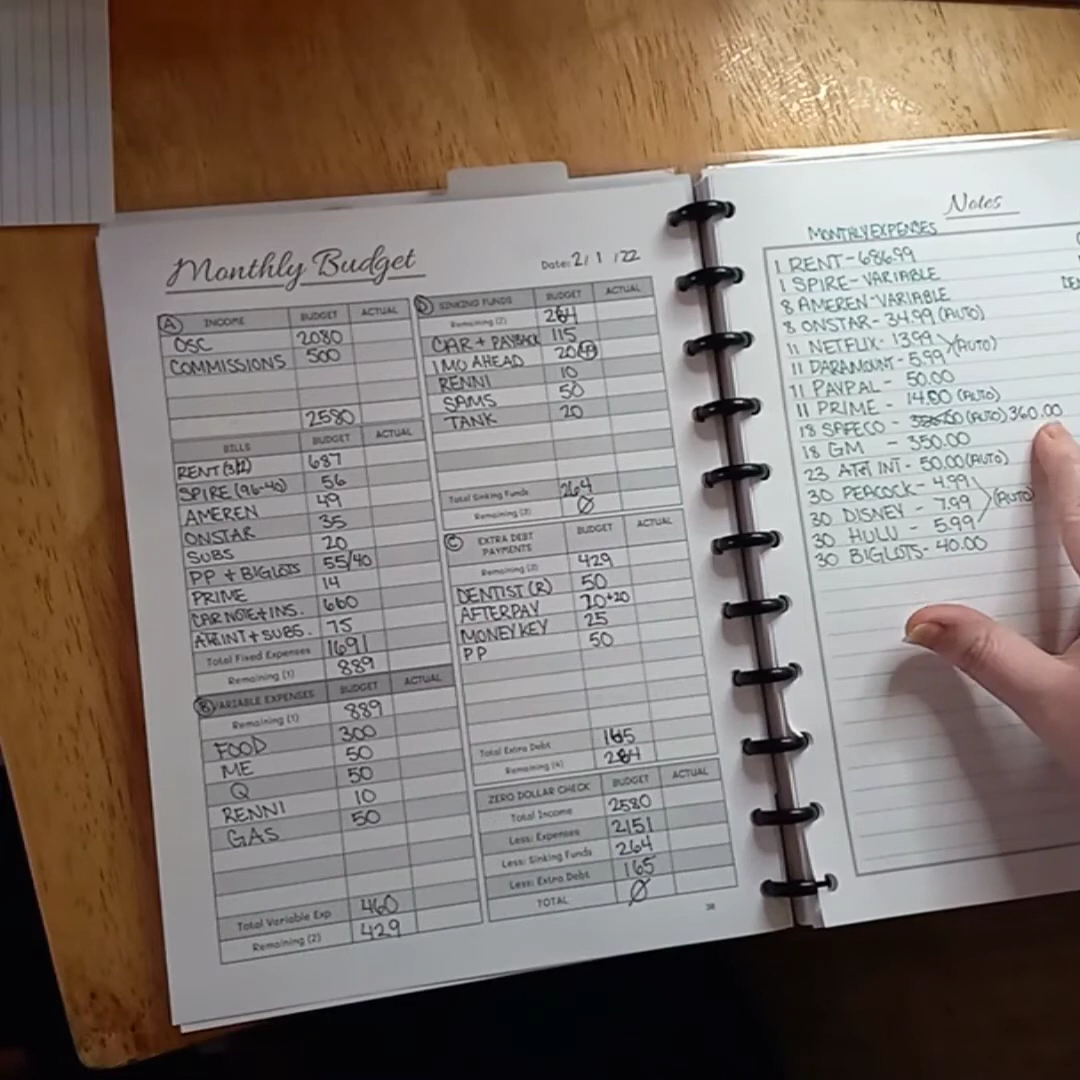 Monthly Budget
Date: 2/1/22
A INCOME BUDGET ACTUAL
OSC 2080
COMMISSIONS 500
2580
BILLS BUDGET ACTUAL
RENT (3/2) 687
SPIRE (96-40) 56
AMEREN 49
ONSTAR 35
SUBS 20
PP + BIGLOTS 55/40
PRIME 14
CAR NOTE + INS. 660
ATT INT + SUBS. 75
Total Fixed Expenses 1691
Remaining (1) 889
B VARIABLE EXPENSES BUDGET ACTUAL
Remaining (1) 889
FOOD 300
ME 50
Q 50
RENNI 10
GAS 50
Total Variable Exp 460
Remaining (2) 429
D SINKING FUNDS BUDGET ACTUAL
Remaining (2) 264
CAR + PAYBACK 115
1 MO AHEAD 20
RENNI 10
SAMS 50
TANK 20
Total Sinking Funds 264
Remaining (3) Ø
C EXTRA DEBT PAYMENTS BUDGET ACTUAL
Remaining (3) 429
DENTIST (R) 50
AFTERPAY 20+20
MONEYKEY 25
PP 50
Total Extra Debt 165
Remaining (4) 264
ZERO DOLLAR CHECK BUDGET ACTUAL
Total Income 2580
Less: Expenses 2151
Less: Sinking Funds 264
Less: Extra Debt 165
TOTAL Ø
38
Notes
MONTHLY EXPENSES
1 RENT - 686.99
1 SPIRE - VARIABLE
8 AMEREN - VARIABLE
8 ONSTAR - 34.99 (AUTO)
11 NETFLIX - 13.99
11 PARAMOUNT - 5.99 (AUTO)
11 PAYPAL - 50.00
11 PRIME - 14.00 (AUTO)
18 SAFECO - (AUTO) 360.00
18 GM - 350.00
23 ATT INT - 50.00 (AUTO)
30 PEACOCK - 4.99
30 DISNEY - 7.99 (AUTO)
30 HULU - 5.99
30 BIGLOTS - 40.00